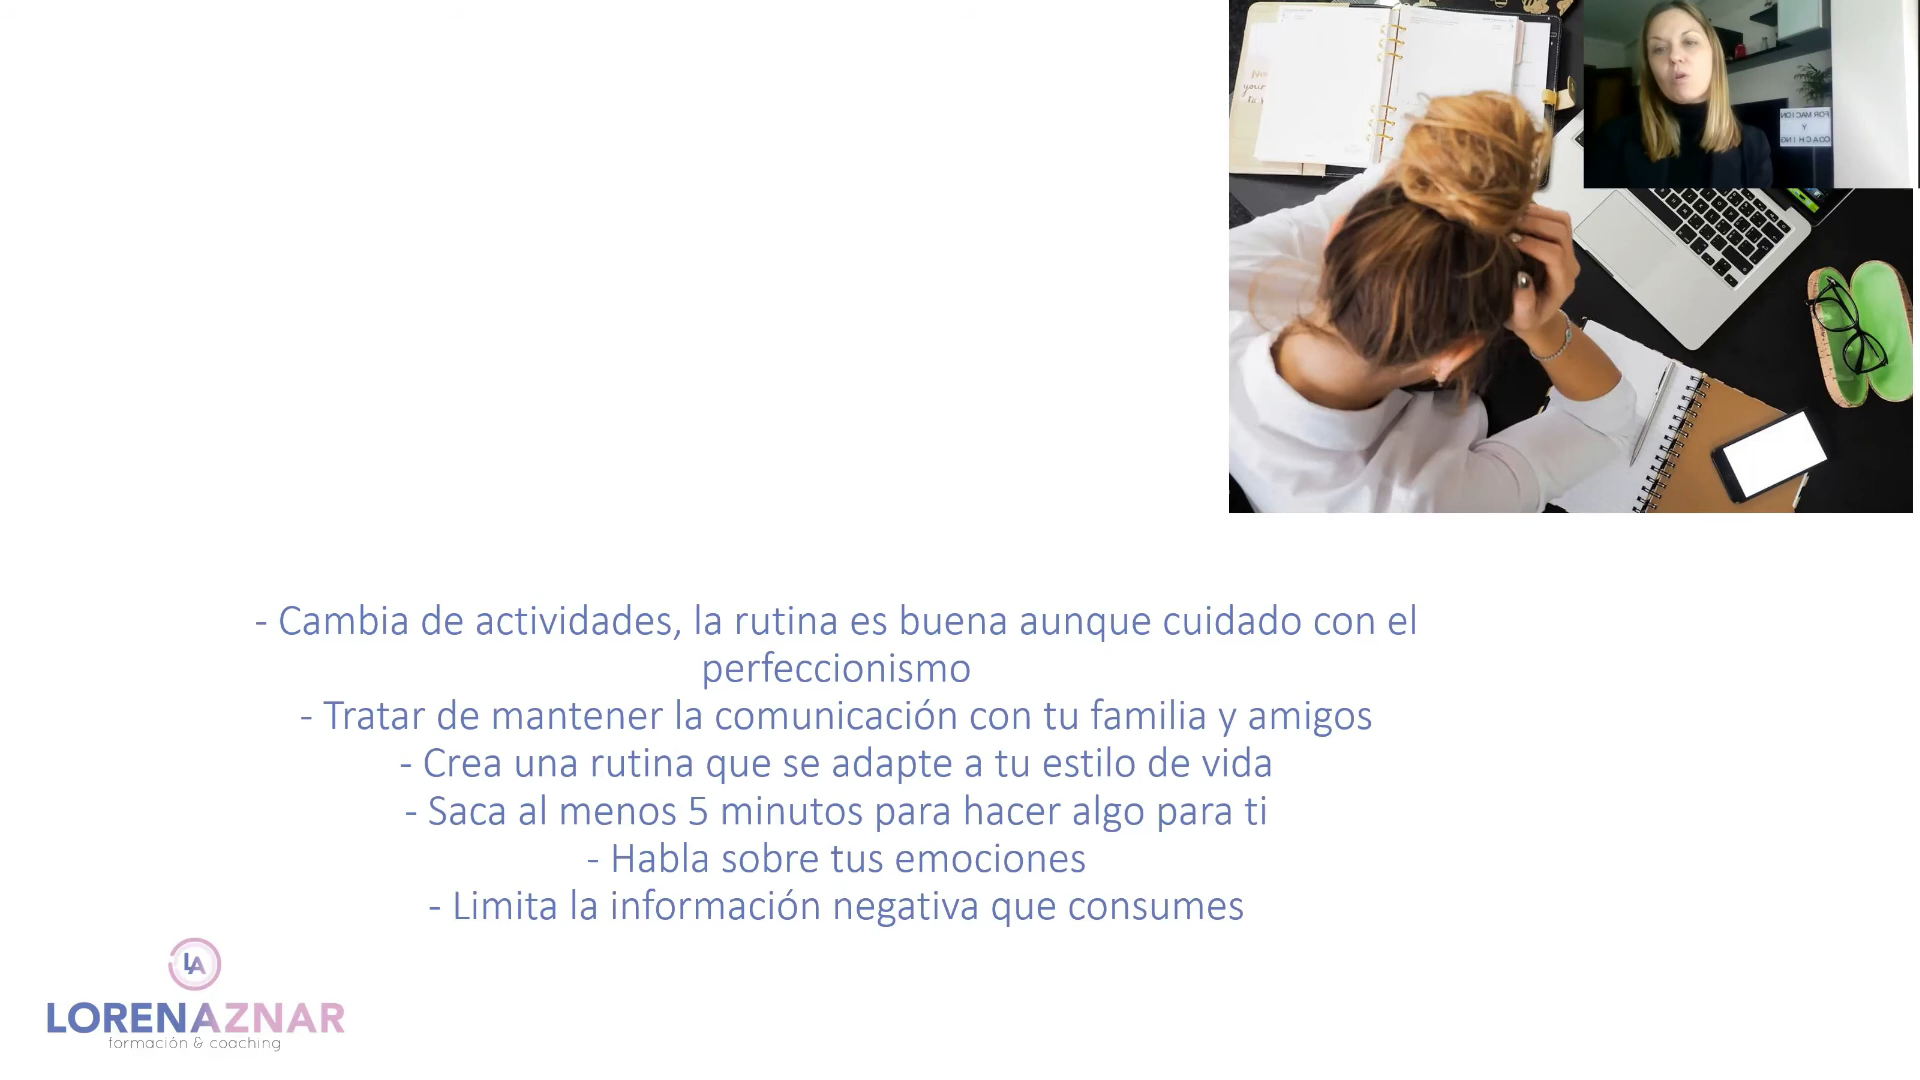 FORMACION
Y
COACHING
- Cambia de actividades, la rutina es buena aunque cuidado con el
perfeccionismo
- Tratar de mantener la comunicación con tu familia y amigos
- Crea una rutina que se adapte a tu estilo de vida
- Saca al menos 5 minutos para hacer algo para ti
- Habla sobre tus emociones
- Limita la información negativa que consumes
LA
LORENAZNAR
formación & coaching